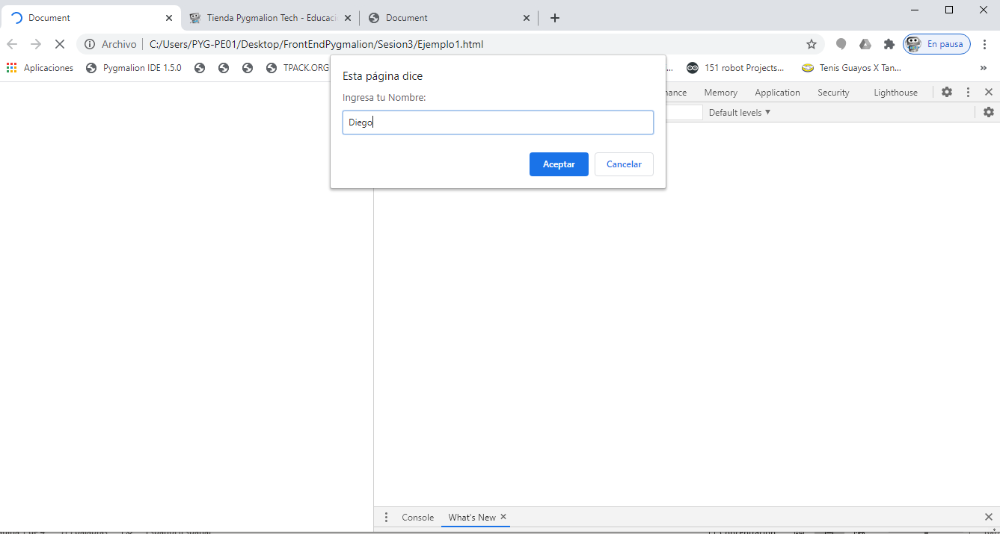 Document
Tienda Pygmalion Tech - Educaci
Document
Archivo
C:/Users/PYG-PE01/Desktop/FrontEndPygmalion/Sesion3/Ejemplo1.html
En pausa
Aplicaciones
Pygmalion IDE 1.5.0
TPACK.ORG
...
151 robot Projects...
Tenis Guayos X Tan...
»
Esta página dice
Ingresa tu Nombre:
Diego
Aceptar
Cancelar
mance Memory Application Security Lighthouse
Default levels ▼
Console What's New